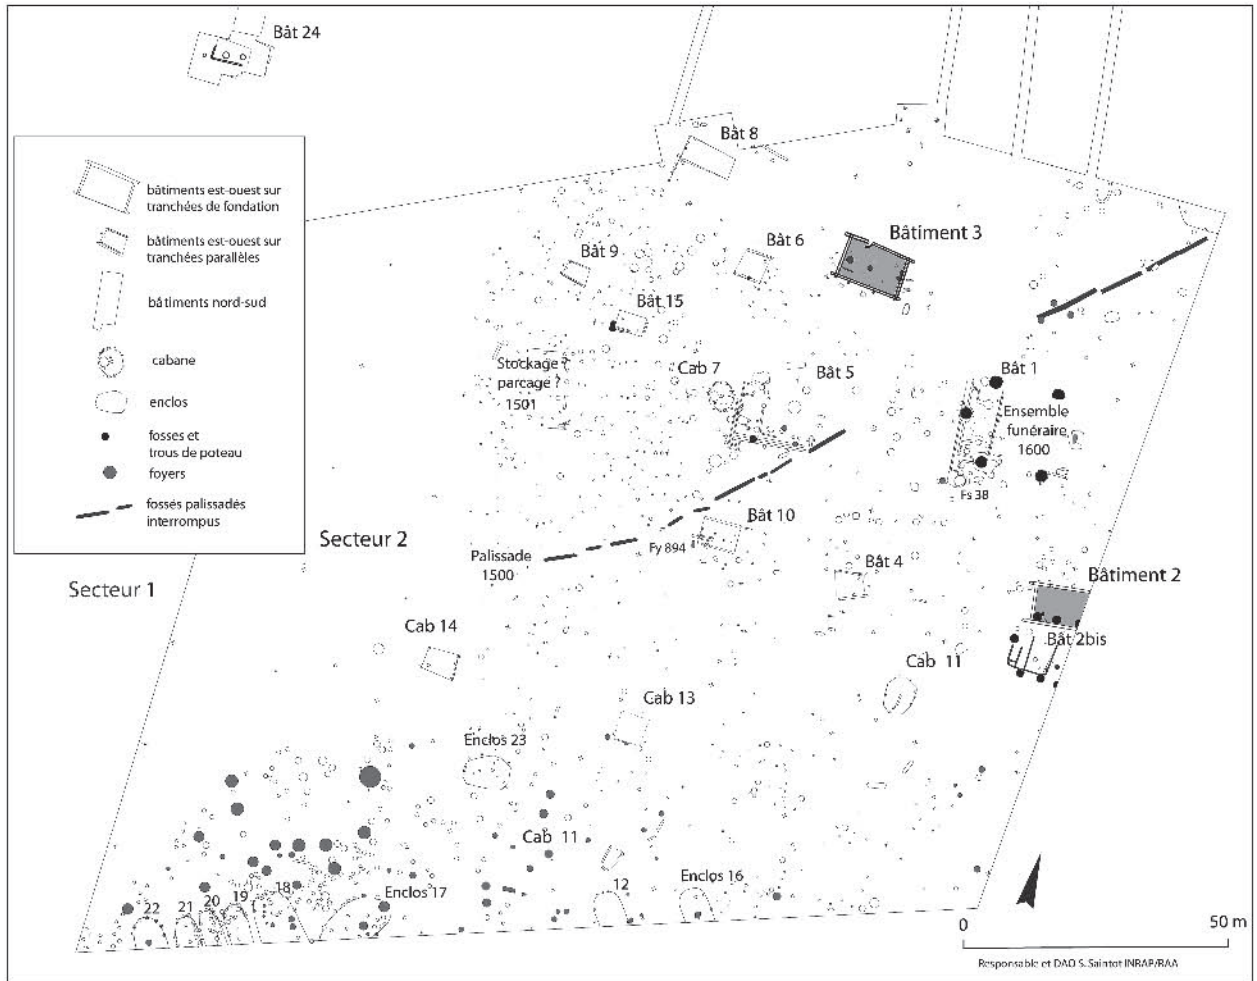 Bât 24
Bât 8
bâtiments est-ouest sur
tranchées de fondation
bâtiments est-ouest sur
tranchées parallèles
bâtiments nord-sud
cabane
enclos
fosses et
trous de poteau
foyers
fossés palissadés
interrompus
Bât 6
Bâtiment 3
Bât 9
Bât 15
Stockage ?
parcage ?
1501
Cab 7
Bât 5
Bât 1
Ensemble
funéraire
1600
Fs 38
Secteur 2
Bât 10
Fy 894
Palissade
1500
Bât 4
Bâtiment 2
Bât 2bis
Secteur 1
Cab 14
Cab 11
Cab 13
Enclos 23
Cab 11
22
21
20
19
18
Enclos 17
12
Enclos 16
0
50 m
Responsable et DAO S. Saintot INRAP/RAA